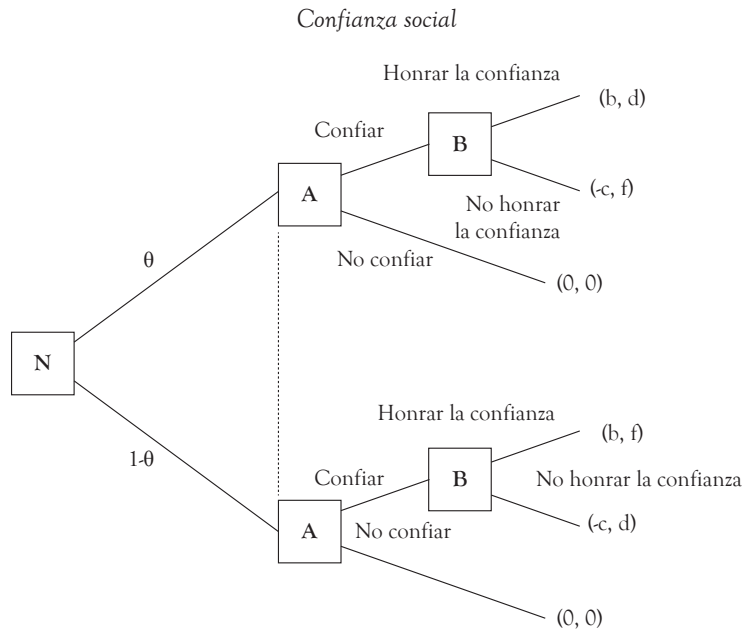 Confianza social
Honrar la confianza
(b, d)
Confiar
B
A
(-c, f)
No honrar
la confianza
No confiar
θ
(0, 0)
N
Honrar la confianza
(b, f)
1-θ
Confiar
B
No honrar la confianza
A
No confiar
(-c, d)
(0, 0)